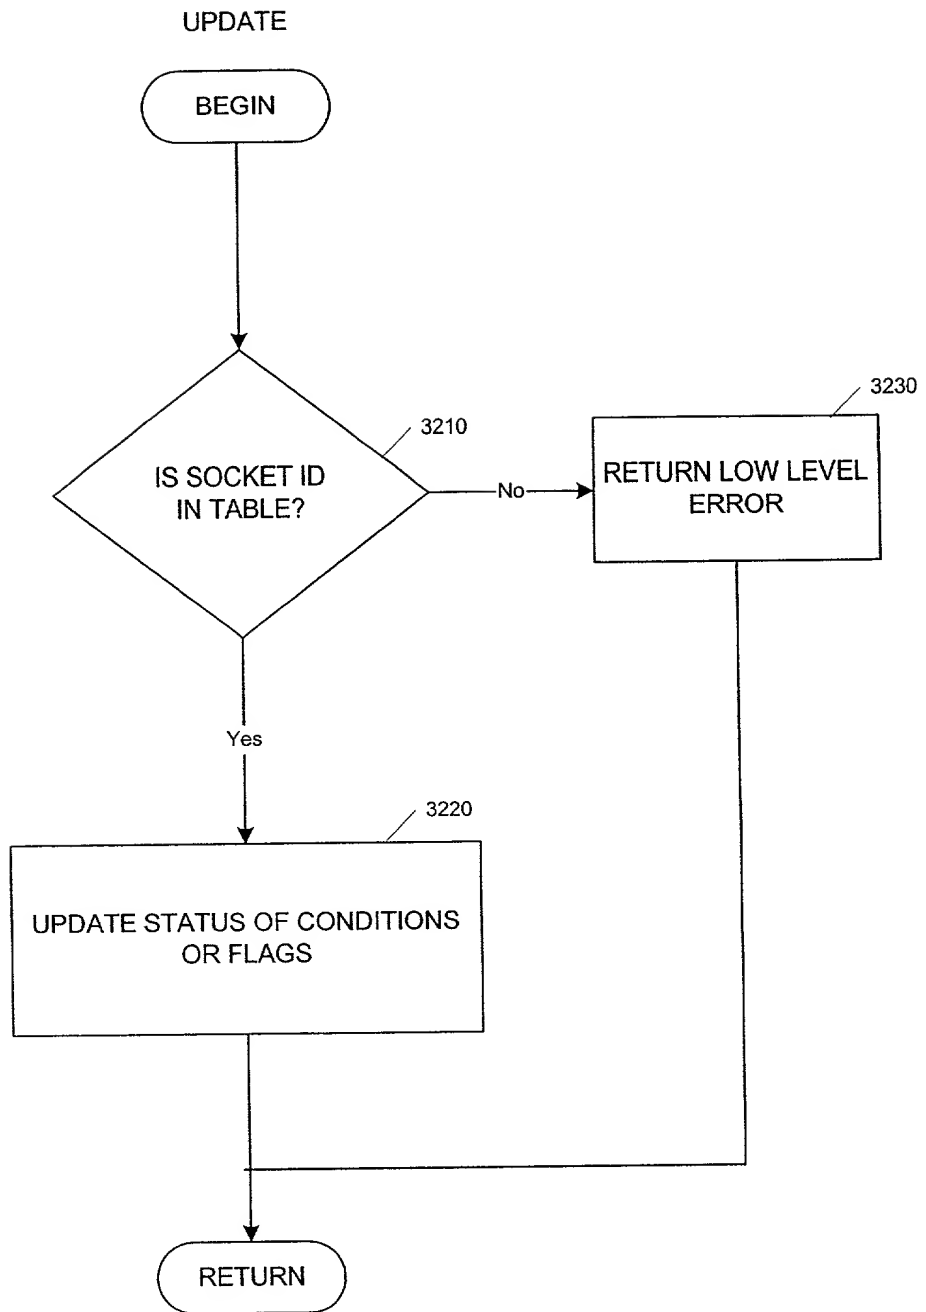 UPDATE
BEGIN
3210
IS SOCKET ID
IN TABLE?
No
3230
RETURN LOW LEVEL
ERROR
Yes
3220
UPDATE STATUS OF CONDITIONS
OR FLAGS
RETURN